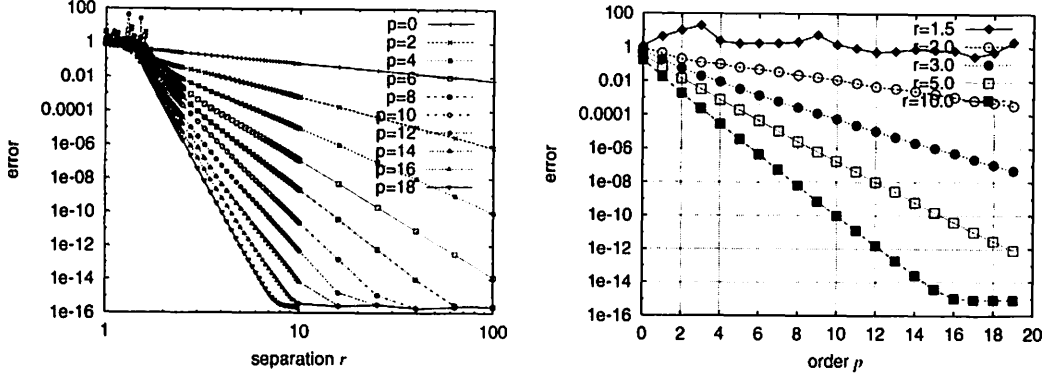 100
1
0.01
0.0001
1e-06
1e-08
1e-10
1e-12
1e-14
1e-16
error
1
10
100
separation r
p=0
p=2
p=4
p=6
p=8
p=10
p=12
p=14
p=16
p=18
100
1
0.01
0.0001
1e-06
1e-08
1e-10
1e-12
1e-14
1e-16
error
0
2
4
6
8
10
12
14
16
18
20
order p
r=1.5
r=2.0
r=3.0
r=5.0
r=10.0